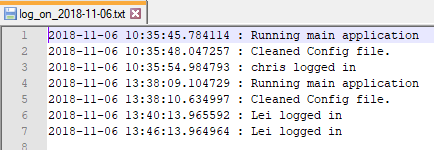 log_on_2018-11-06.txt
1 2018-11-06 10:35:45.784114 : Running main application
2 2018-11-06 10:35:48.047257 : Cleaned Config file.
3 2018-11-06 10:35:54.984793 : chris logged in
4 2018-11-06 13:38:09.104729 : Running main application
5 2018-11-06 13:38:10.634997 : Cleaned Config file.
6 2018-11-06 13:40:13.965592 : Lei logged in
7 2018-11-06 13:46:13.964964 : Lei logged in
8